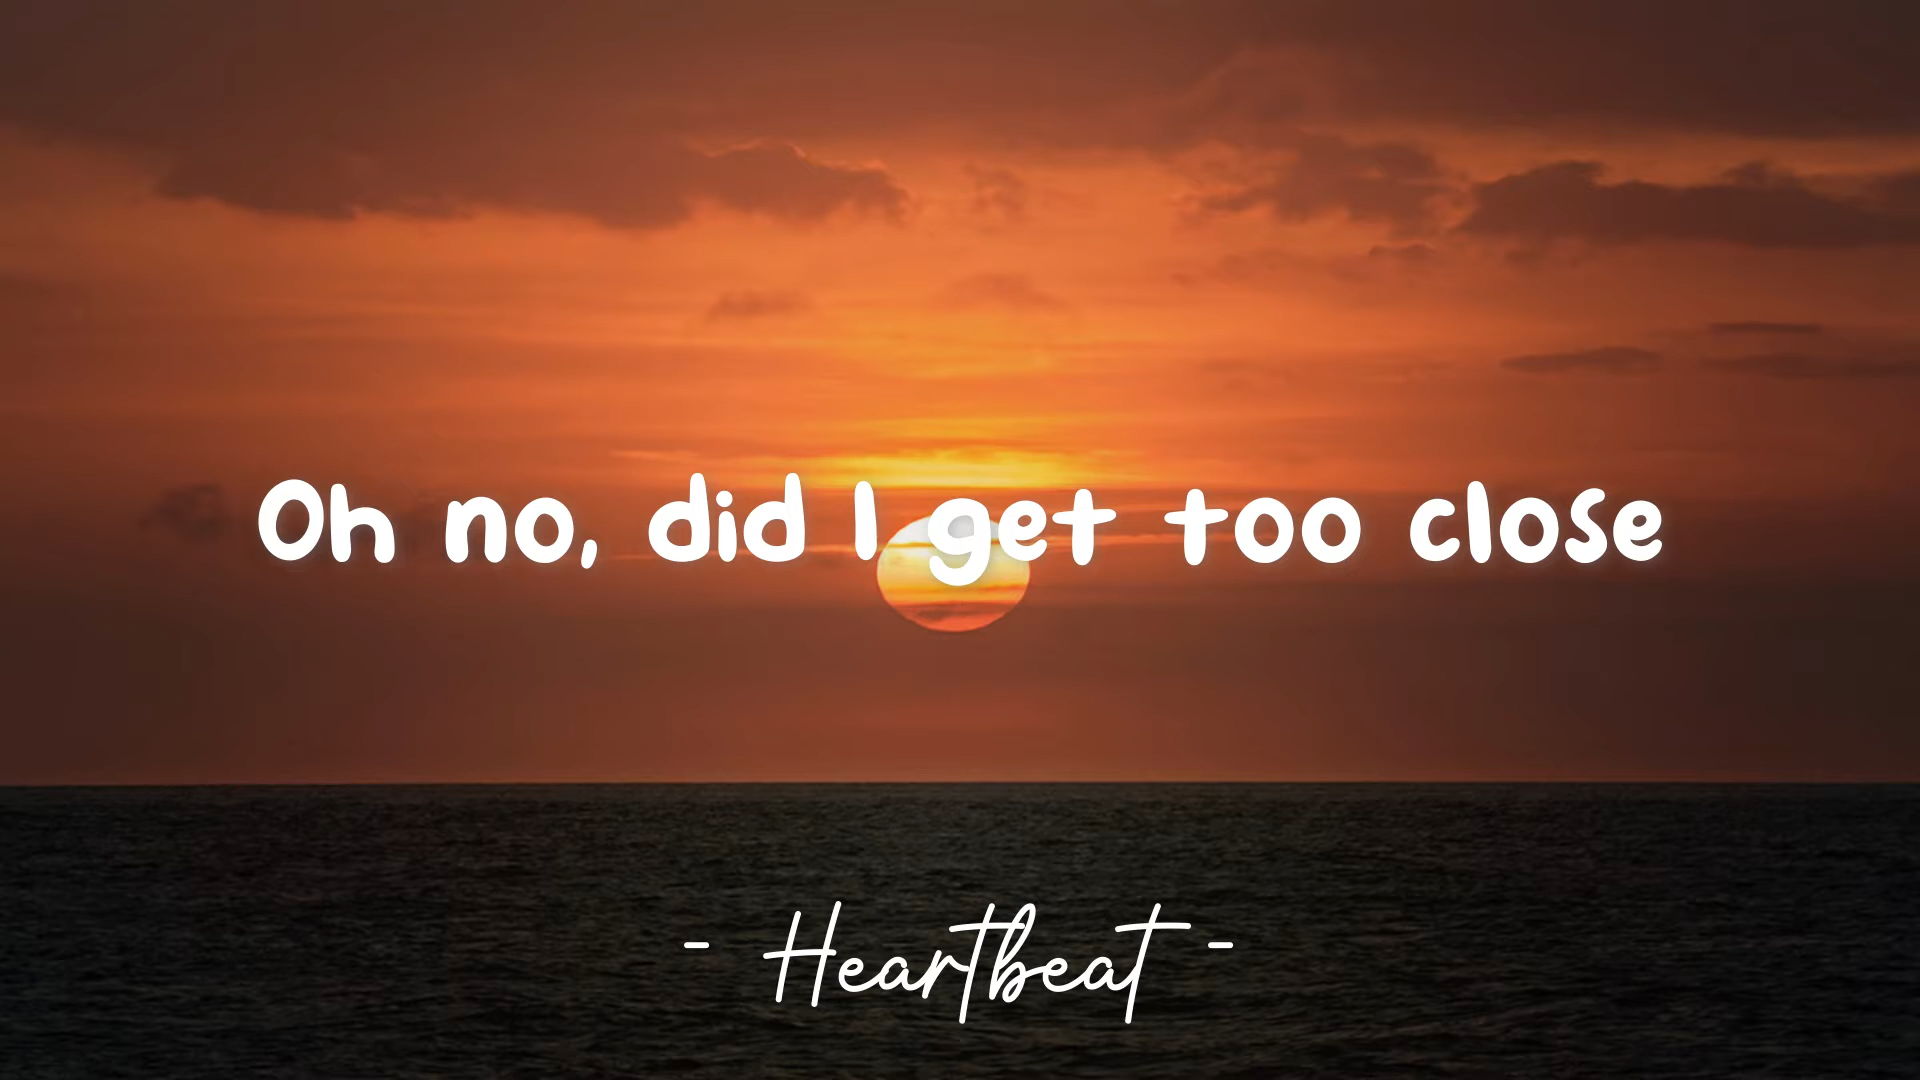 Oh no, did I get too close
- Heartbeat -